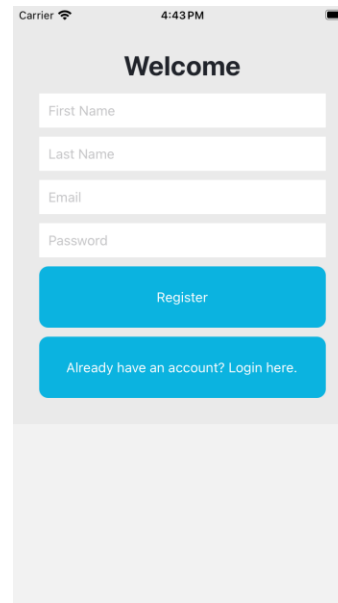 Carrier 4:43 PM
Welcome
First Name
Last Name
Email
Password
Register
Already have an account? Login here.